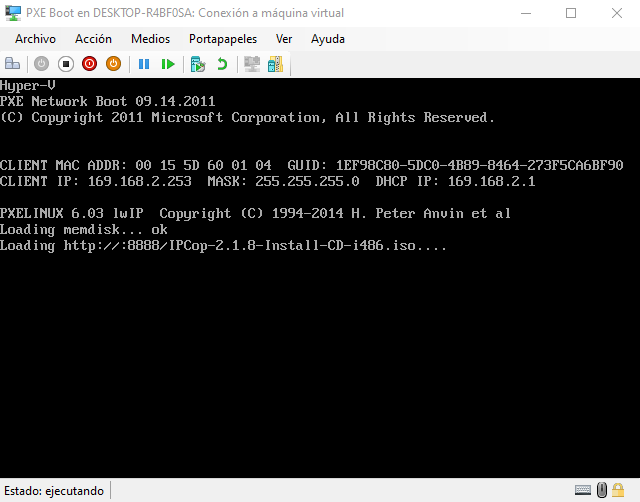 PXE Boot en DESKTOP-R4BF0SA: Conexión a máquina virtual
Archivo Acción Medios Portapapeles Ver Ayuda
Hyper-V
PXE Network Boot 09.14.2011
(C) Copyright 2011 Microsoft Corporation, All Rights Reserved.
CLIENT MAC ADDR: 00 15 5D 60 01 04 GUID: 1EF98C80-5DC0-4B89-8464-273F5CA6BF90
CLIENT IP: 169.168.2.253 MASK: 255.255.255.0 DHCP IP: 169.168.2.1
PXELINUX 6.03 lwIP Copyright (C) 1994-2014 H. Peter Anvin et al
Loading memdisk... ok
Loading http://:8888/IPCop-2.1.8-Install-CD-i486.iso....
Estado: ejecutando